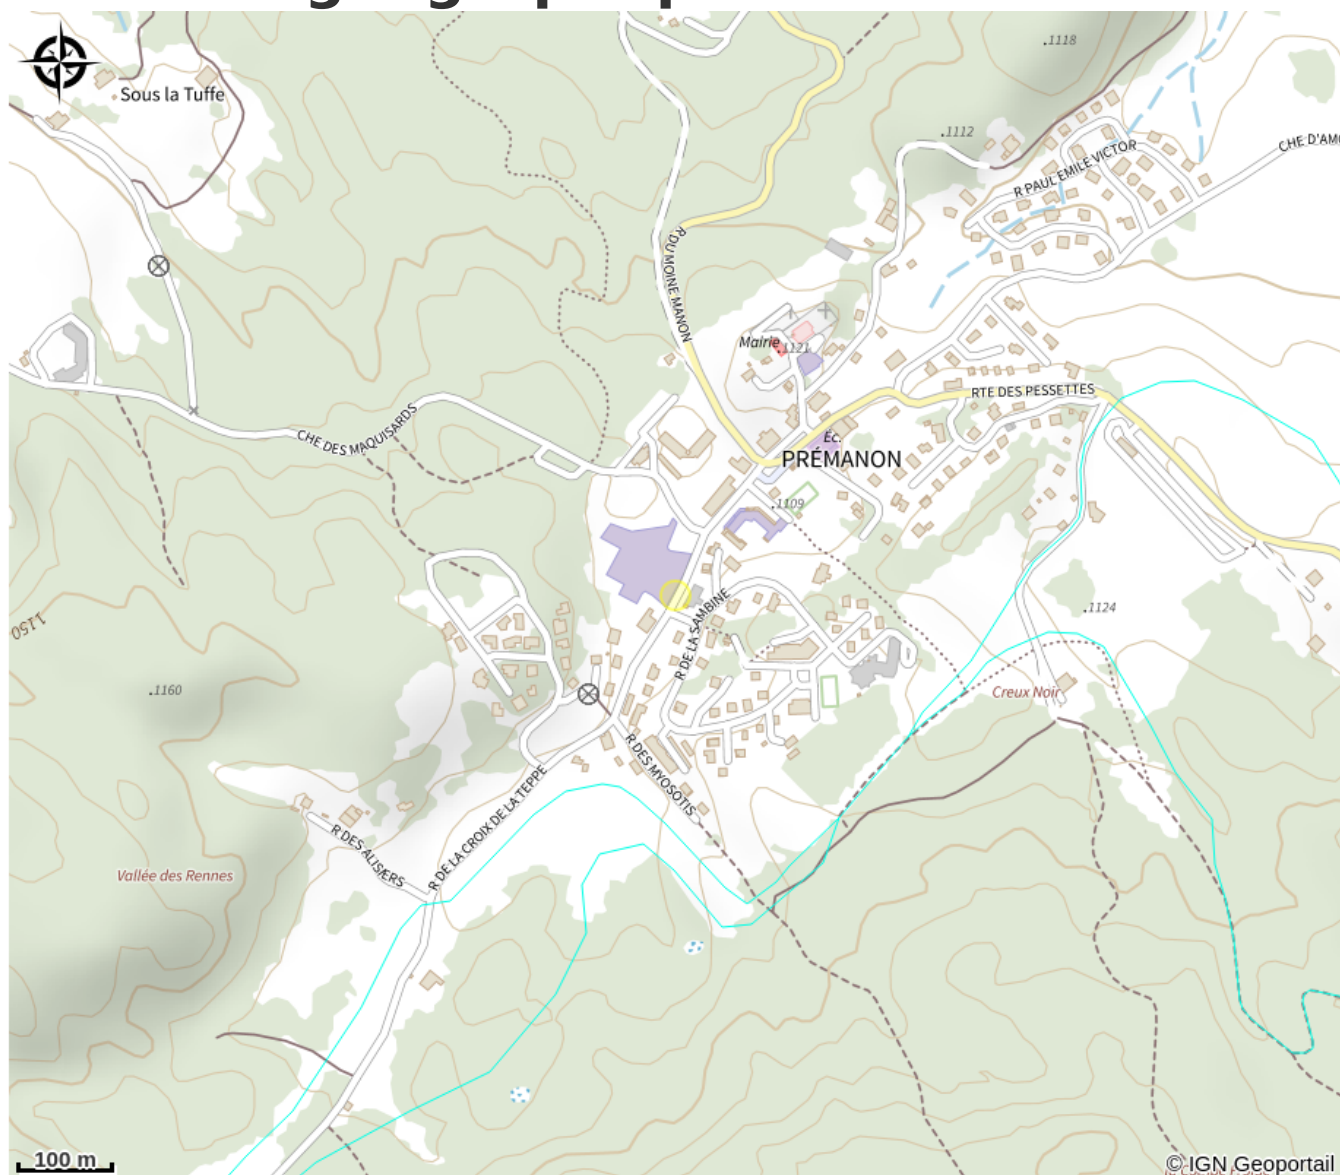 .1118
Sous la Tuffe
.1112
CHE D'AM
R PAUL EMILE VICTOR
R DU MOINE MANON
Mairie
.1121
RTE DES PESSETTES
CHE DES MAQUISARDS
Éc.
PRÉMANON
.1109
1150
.1124
R DE LA SAMBINE
.1160
Creux Noir
R DES MYOSOTIS
R DE LA CROIX DE LA TEPPE
R DES ALISIERS
Vallée des Rennes
100 m
© IGN Geoportail